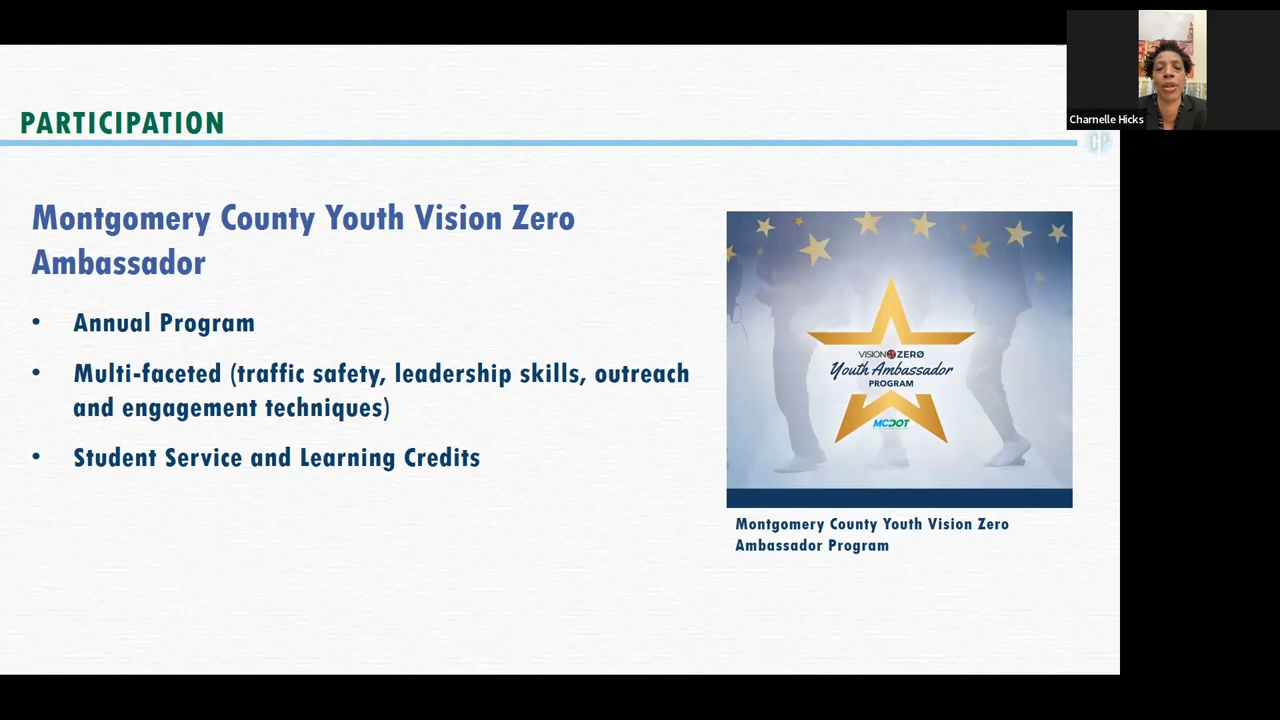 Charnelle Hicks
PARTICIPATION
CP
Montgomery County Youth Vision Zero
Ambassador
• Annual Program
• Multi-faceted (traffic safety, leadership skills, outreach
and engagement techniques)
• Student Service and Learning Credits
VISION ZERO
Youth Ambassador
PROGRAM
MCDOT
Montgomery County Youth Vision Zero
Ambassador Program